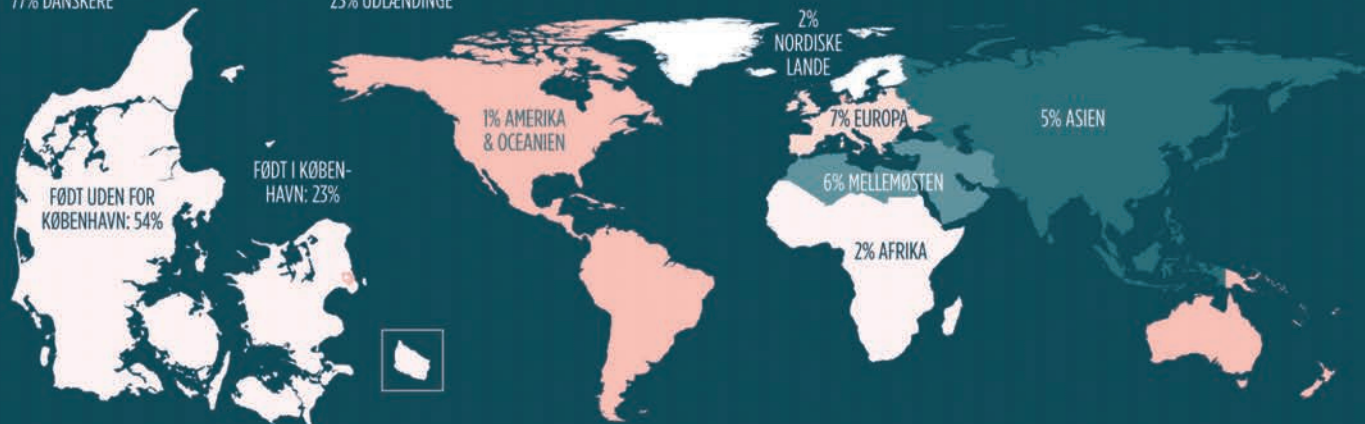 77% DANSKERE
23% UDLÆNDINGE
FØDT UDEN FOR
KØBENHAVN: 54%
FØDT I KØBEN-
HAVN: 23%
1% AMERIKA
& OCEANIEN
2%
NORDISKE
LANDE
7% EUROPA
5% ASIEN
6% MELLEMØSTEN
2% AFRIKA